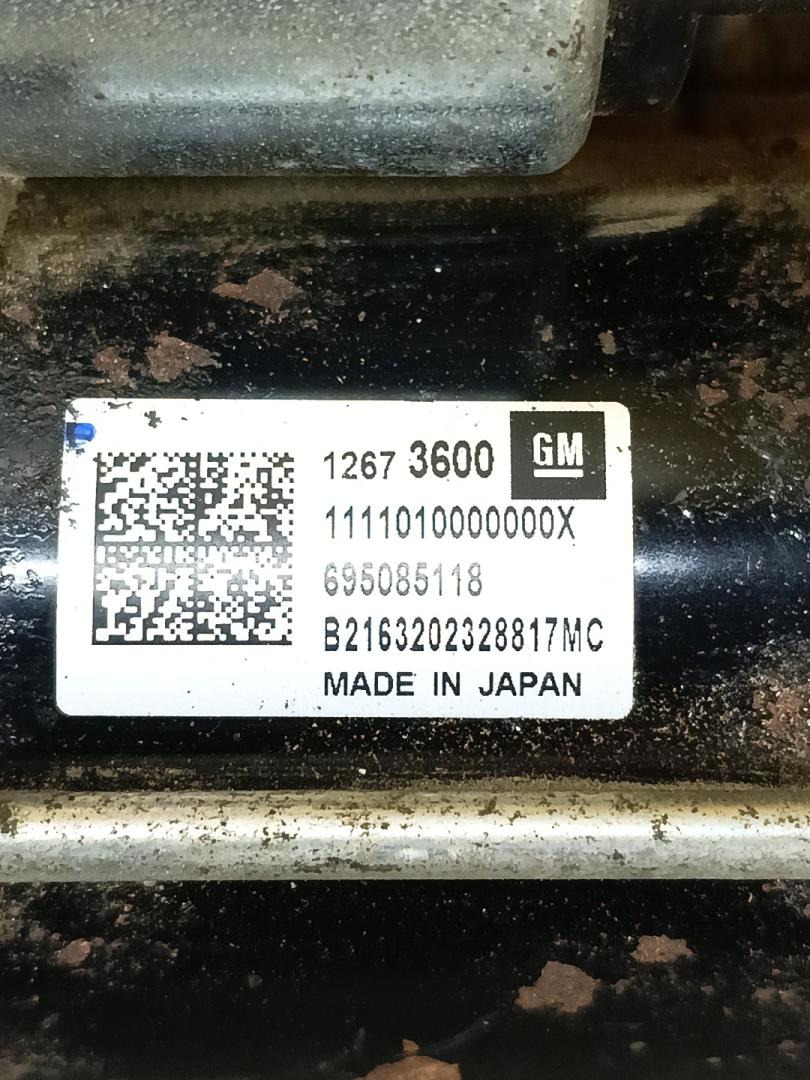 1267 3600 GM
1111010000000X
695085118
B2163202328817MC
MADE IN JAPAN